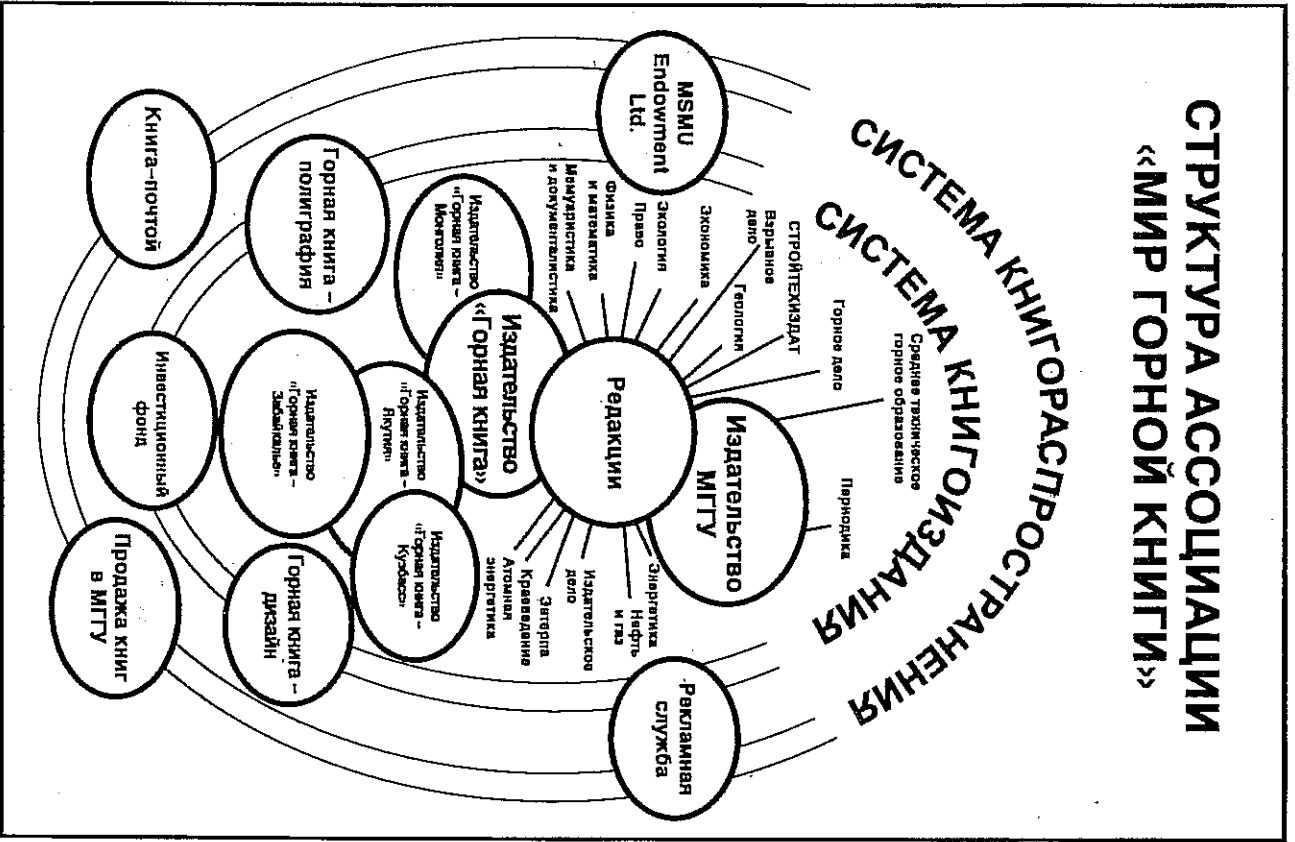 СТРУКТУРА АССОЦИАЦИИ
«МИР ГОРНОЙ КНИГИ»
СИСТЕМА КНИГОРАСПРОСТРАНЕНИЯ
СИСТЕМА КНИГОИЗДАНИЯ
Среднее техническое
горное образование
Горное дело
Периодика
СТРОЙТЕХИЗДАТ
Взрывное
дело
Геология
Экономика
Экология
Право
Физика
и математика
Мемуаристика
и документалистика
Издательство
МГГУ
Редакции
Энергетика
Нефть
и газ
Издательское
дело
Эвтерпа
Краеведение
Атомная
энергетика
MSMU
Endowment
Ltd.
Рекламная
служба
Издательство
«Горная книга»
Издательство
«Горная книга –
Монголия»
Издательство
«Горная книга –
Якутия»
Издательство
«Горная книга –
Кузбасс»
Издательство
«Горная книга –
Забайкалье»
Горная книга –
полиграфия
Горная книга –
дизайн
Книга–почтой
Инвестиционный
фонд
Продажа книг
в МГГУ